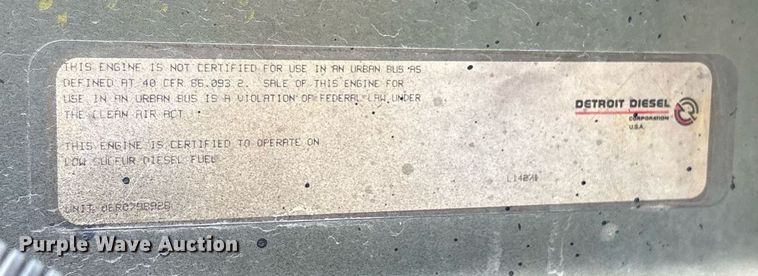 THIS ENGINE IS NOT CERTIFIED FOR USE IN AN URBAN BUS AS
DEFINED AT 40 CFR 86.093 2. SALE OF THIS ENGINE FOR
USE IN AN URBAN BUS IS A VIOLATION OF FEDERAL LAW UNDER
THE CLEAN AIR ACT
THIS ENGINE IS CERTIFIED TO OPERATE ON
LOW SULFUR DIESEL FUEL
UNIT
DETROIT DIESEL
CORPORATION
U.S.A.
Purple Wave Auction